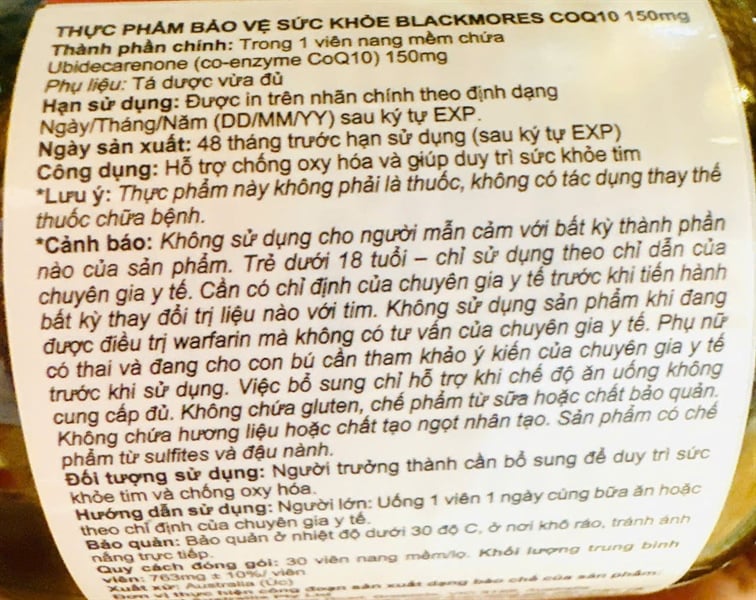 THỰC PHẨM BẢO VỆ SỨC KHỎE BLACKMORES COQ10 150mg
Thành phần chính: Trong 1 viên nang mềm chứa
Ubidecarenone (co-enzyme CoQ10) 150mg
Phụ liệu: Tá dược vừa đủ
Hạn sử dụng: Được in trên nhãn chính theo định dạng
Ngày/Tháng/Năm (DD/MM/YY) sau ký tự EXP.
Ngày sản xuất: 48 tháng trước hạn sử dụng (sau ký tự EXP)
Công dụng: Hỗ trợ chống oxy hóa và giúp duy trì sức khỏe tim
*Lưu ý: Thực phẩm này không phải là thuốc, không có tác dụng thay thế
thuốc chữa bệnh.
*Cảnh báo: Không sử dụng cho người mẫn cảm với bất kỳ thành phần
nào của sản phẩm. Trẻ dưới 18 tuổi – chỉ sử dụng theo chỉ dẫn của
chuyên gia y tế. Cần có chỉ định của chuyên gia y tế trước khi tiến hành
bất kỳ thay đổi trị liệu nào với tim. Không sử dụng sản phẩm khi đang
được điều trị warfarin mà không có tư vấn của chuyên gia y tế. Phụ nữ
có thai và đang cho con bú cần tham khảo ý kiến của chuyên gia y tế
trước khi sử dụng. Việc bổ sung chỉ hỗ trợ khi chế độ ăn uống không
cung cấp đủ. Không chứa gluten, chế phẩm từ sữa hoặc chất bảo quản.
Không chứa hương liệu hoặc chất tạo ngọt nhân tạo. Sản phẩm có chế
phẩm từ sulfites và đậu nành.
Đối tượng sử dụng: Người trưởng thành cần bổ sung để duy trì sức
khỏe tim và chống oxy hóa.
Hướng dẫn sử dụng: Người lớn: Uống 1 viên 1 ngày cùng bữa ăn hoặc
theo chỉ định của chuyên gia y tế.
Bảo quản: Bảo quản ở nhiệt độ dưới 30 độ C, ở nơi khô ráo, tránh ánh
nắng trực tiếp.
Quy cách đóng gói: 30 viên nang mềm/lọ. Khối lượng trung bình
viên: 763mg ± 10%/ viên
Xuất xứ: Australia (Úc)
Đơn vị thực hiện công đoạn sản xuất dạng bào chế của sản phẩm: